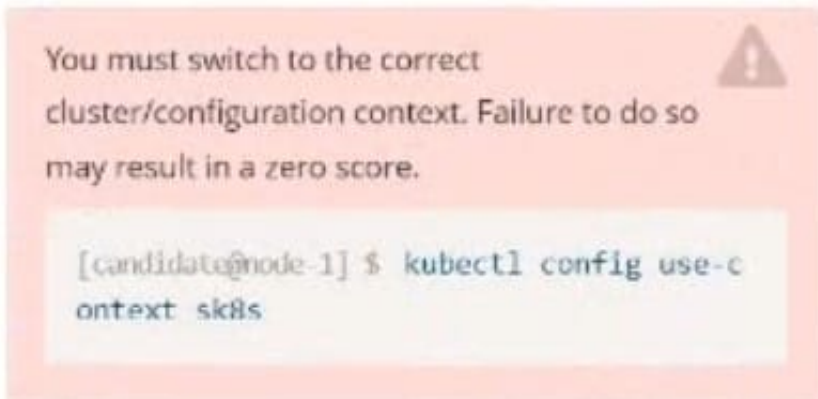 You must switch to the correct
cluster/configuration context. Failure to do so
may result in a zero score.
[candidate@node-1] $ kubectl config use-c
ontext sk8s